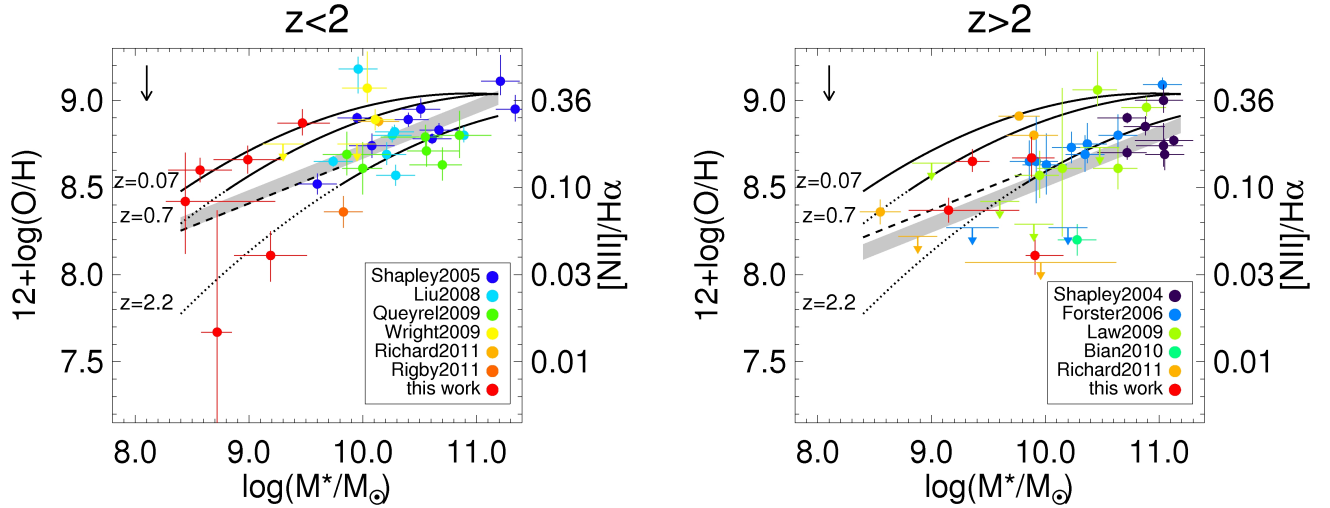 z<2
12+log(O/H)
9.0
8.5
8.0
7.5
z=0.07
z=0.7
z=2.2
Shapley2005
Liu2008
Queyrel2009
Wright2009
Richard2011
Rigby2011
this work
0.36
0.10
0.03
0.01
[NII]/Hα
8.0 9.0 10.0 11.0
log(M*/M☉)
z>2
12+log(O/H)
9.0
8.5
8.0
7.5
z=0.07
z=0.7
z=2.2
Shapley2004
Forster2006
Law2009
Bian2010
Richard2011
this work
0.36
0.10
0.03
0.01
[NII]/Hα
8.0 9.0 10.0 11.0
log(M*/M☉)